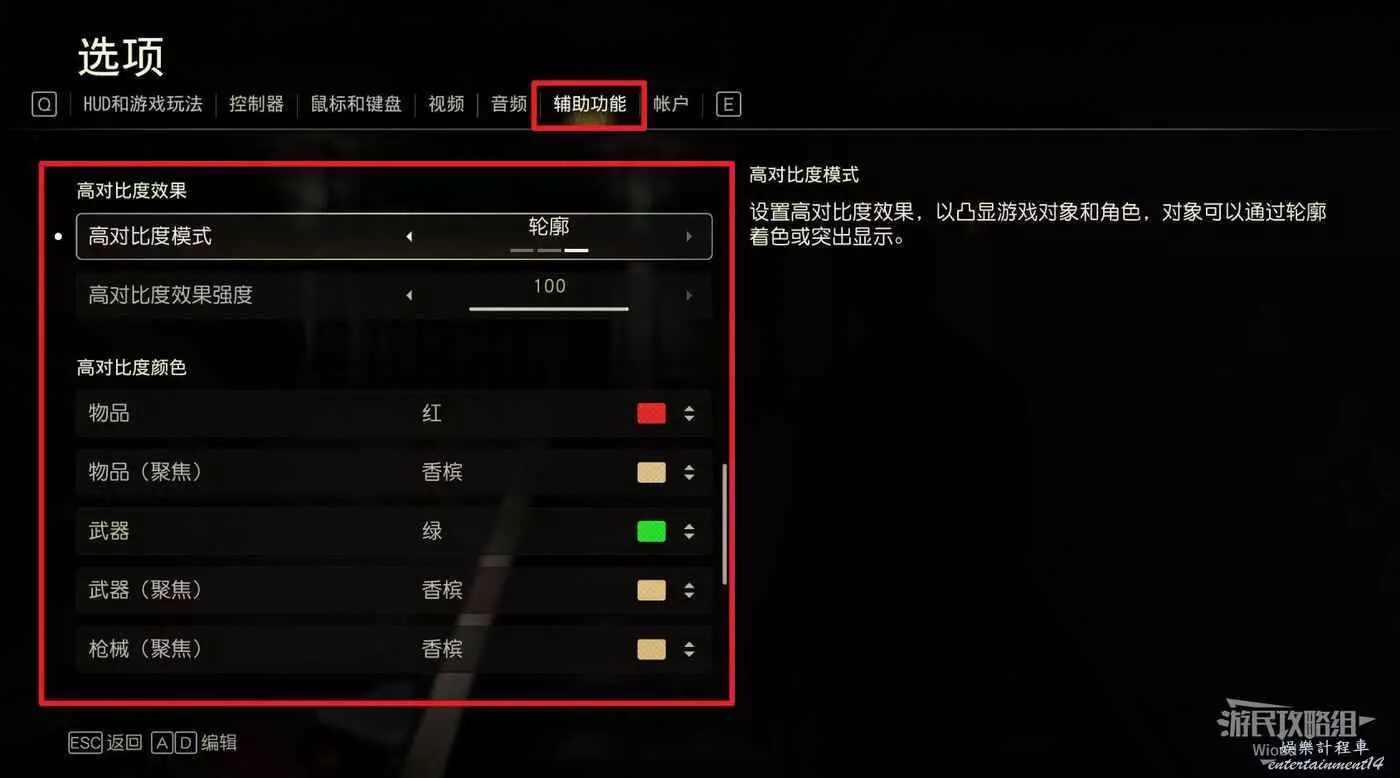 选项
Q HUD和游戏玩法 控制器 鼠标和键盘 视频 音频 辅助功能 帐户 E
高对比度效果
高对比度模式 轮廓
高对比度效果强度 100
高对比度颜色
物品 红
物品（聚焦） 香槟
武器 绿
武器（聚焦） 香槟
枪械（聚焦） 香槟
高对比度模式
设置高对比度效果，以凸显游戏对象和角色，对象可以通过轮廓
着色或突出显示。
ESC 返回 A D 编辑
游民攻略组
娛樂計程車
entertainment14